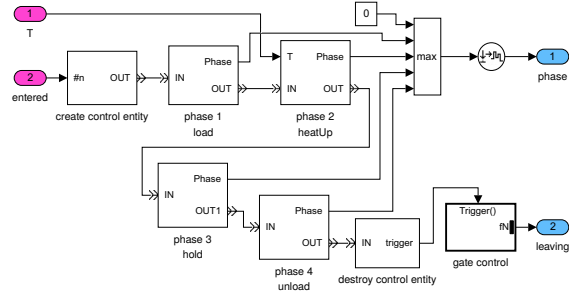 1
T
0
2
entered
#n
OUT
create control entity
IN
Phase
OUT
phase 1
load
T
IN
Phase
OUT
phase 2
heatUp
max
1
phase
IN
Phase
OUT1
phase 3
hold
IN
Phase
OUT
phase 4
unload
IN
trigger
destroy control entity
Trigger()
fN
gate control
2
leaving